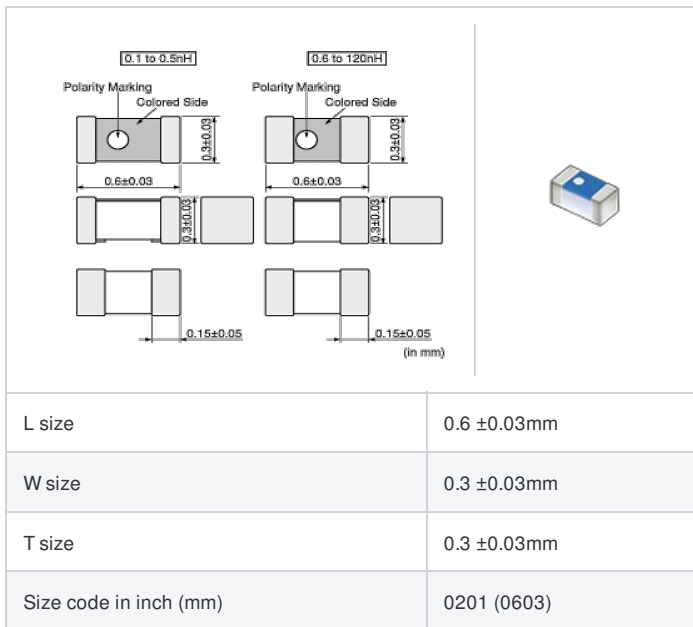 0.1 to 0.5nH
0.6 to 120nH
Polarity Marking
Colored Side
Polarity Marking
Colored Side
0.3±0.03
0.3±0.03
0.6±0.03
0.6±0.03
0.3±0.03
0.3±0.03
0.15±0.05
0.15±0.05
(in mm)
L size 0.6 ±0.03mm
W size 0.3 ±0.03mm
T size 0.3 ±0.03mm
Size code in inch (mm) 0201 (0603)